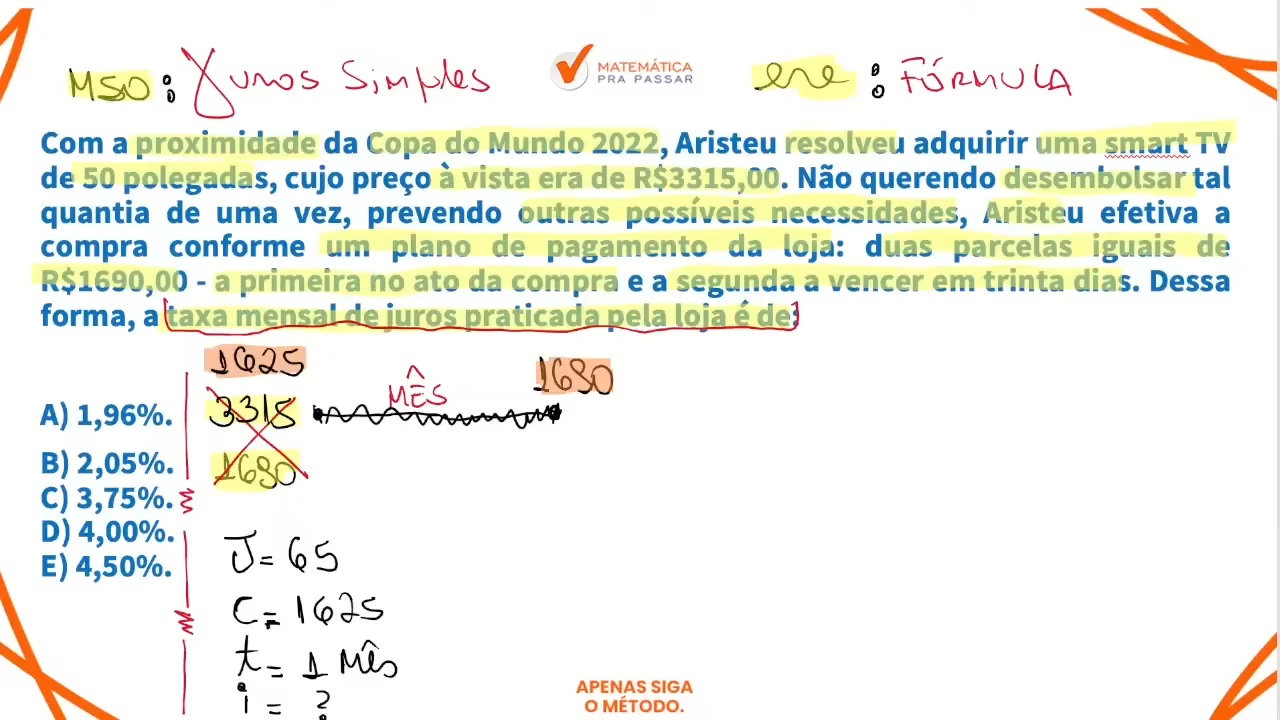 MSO: Juros Simples
MATEMÁTICA
PRA PASSAR
ere: FÓRMULA
Com a proximidade da Copa do Mundo 2022, Aristeu resolveu adquirir uma smart TV
de 50 polegadas, cujo preço à vista era de R$3315,00. Não querendo desembolsar tal
quantia de uma vez, prevendo outras possíveis necessidades, Aristeu efetiva a
compra conforme um plano de pagamento da loja: duas parcelas iguais de
R$1690,00 - a primeira no ato da compra e a segunda a vencer em trinta dias. Dessa
forma, a taxa mensal de juros praticada pela loja é de:
1625
1690
MÊS
3315
1690
A) 1,96%.
B) 2,05%.
C) 3,75%.
D) 4,00%.
E) 4,50%.
J = 65
C = 1625
t = 1 Mês
i = ?
APENAS SIGA
O MÉTODO.